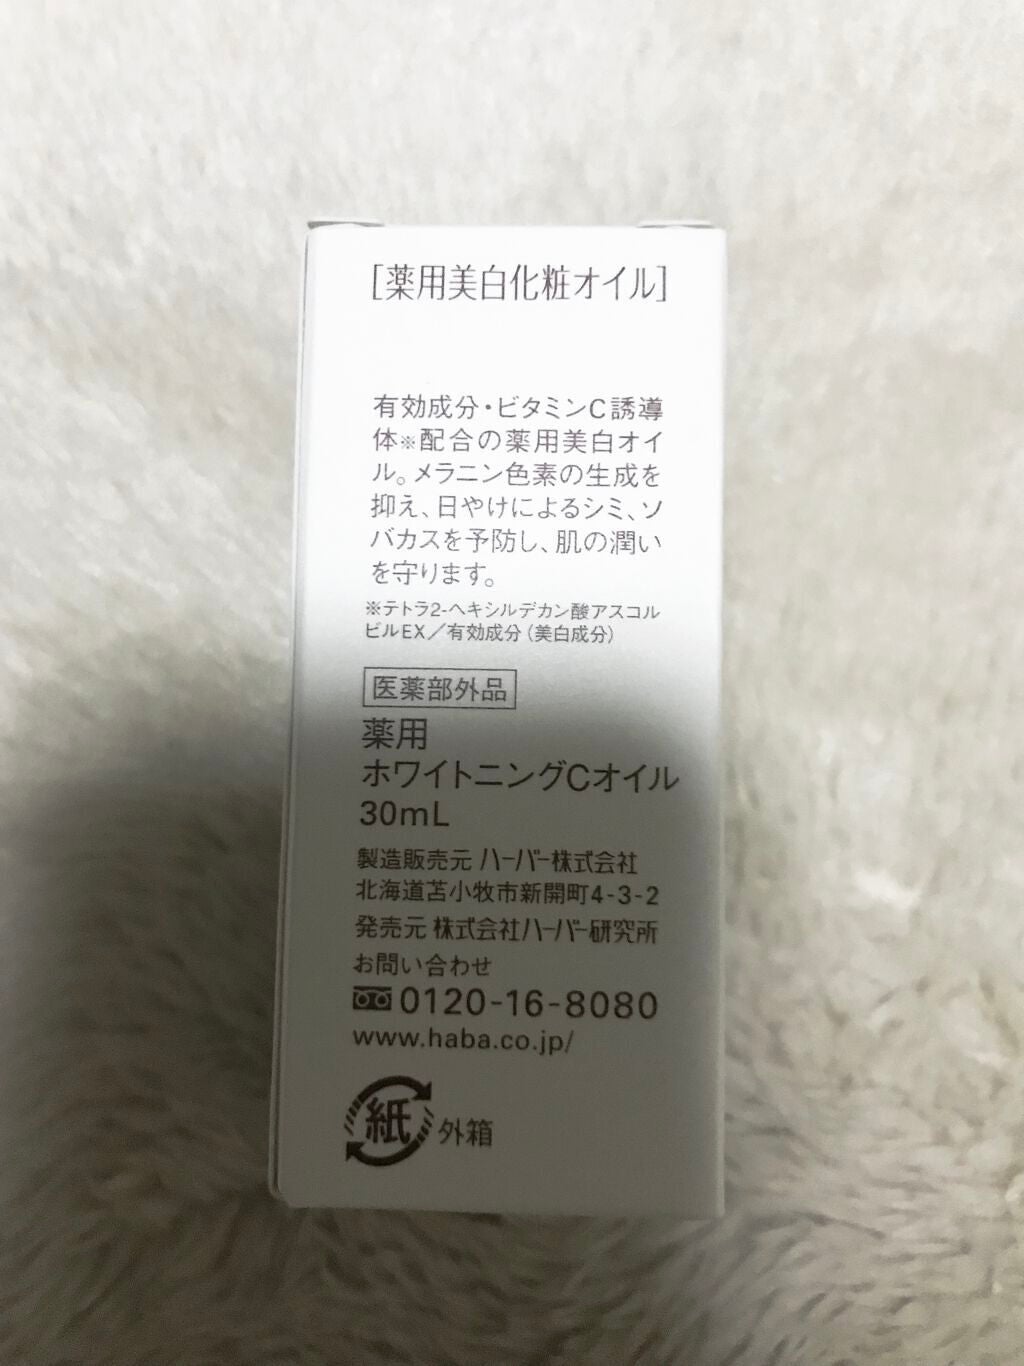 [薬用美白化粧オイル]
有効成分・ビタミンC誘導
体※配合の薬用美白オイ
ル。メラニン色素の生成を
抑え、日やけによるシミ、ソ
バカスを予防し、肌の潤い
を守ります。
※テトラ2-ヘキシルデカン酸アスコル
ビルEX／有効成分（美白成分）
医薬部外品
薬用
ホワイトニングCオイル
30mL
製造販売元 ハーバー株式会社
北海道苫小牧市新開町4-3-2
発売元 株式会社ハーバー研究所
お問い合わせ
0120-16-8080
www.haba.co.jp/
紙 外箱